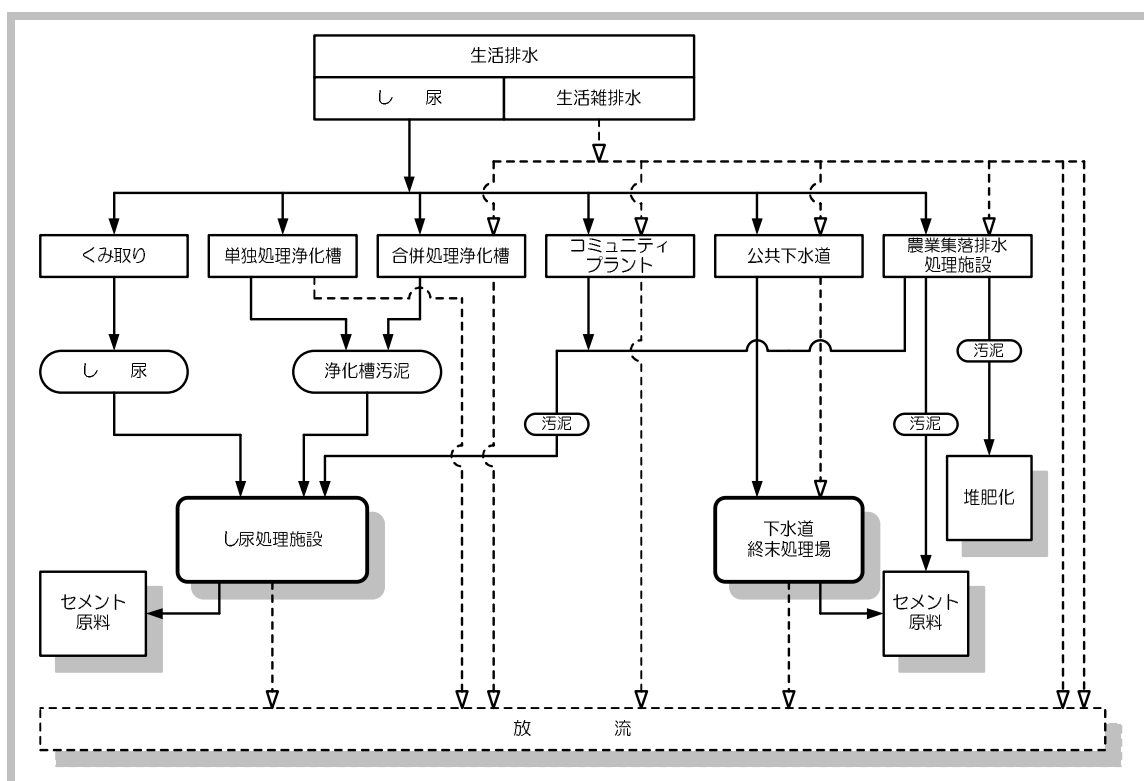 生活排水
し　尿
生活雑排水
くみ取り
単独処理浄化槽
合併処理浄化槽
コミュニティ
プラント
公共下水道
農業集落排水
処理施設
し　尿
浄化槽汚泥
汚泥
汚泥
汚泥
堆肥化
し尿処理施設
下水道
終末処理場
セメント
原料
セメント
原料
放　流